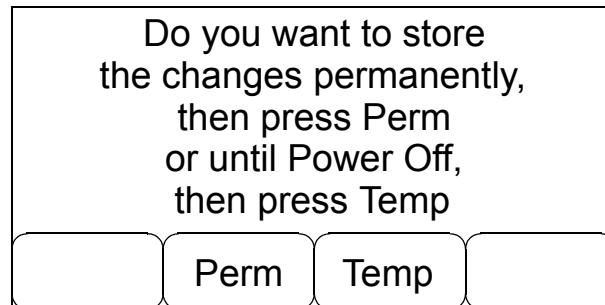 Do you want to store
the changes permanently,
then press Perm
or until Power Off,
then press Temp
Perm Temp